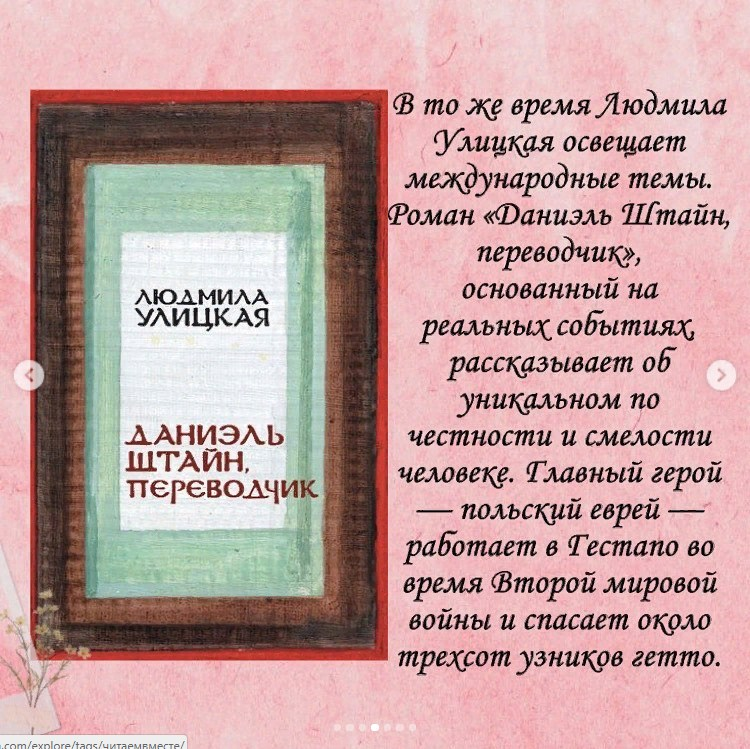 ЛЮДМИЛА
УЛИЦКАЯ
ДАНИЭЛЬ
ШТАЙН,
ПЕРЕВОДЧИК
В то же время Людмила
Улицкая освещает
международные темы.
Роман «Даниэль Штайн,
переводчик»,
основанный на
реальных событиях,
рассказывает об
уникальном по
честности и смелости
человеке. Главный герой
— польский еврей —
работает в Гестапо во
время Второй мировой
войны и спасает около
трехсот узников гетто.
.com/explore/tags/читаемвместе/